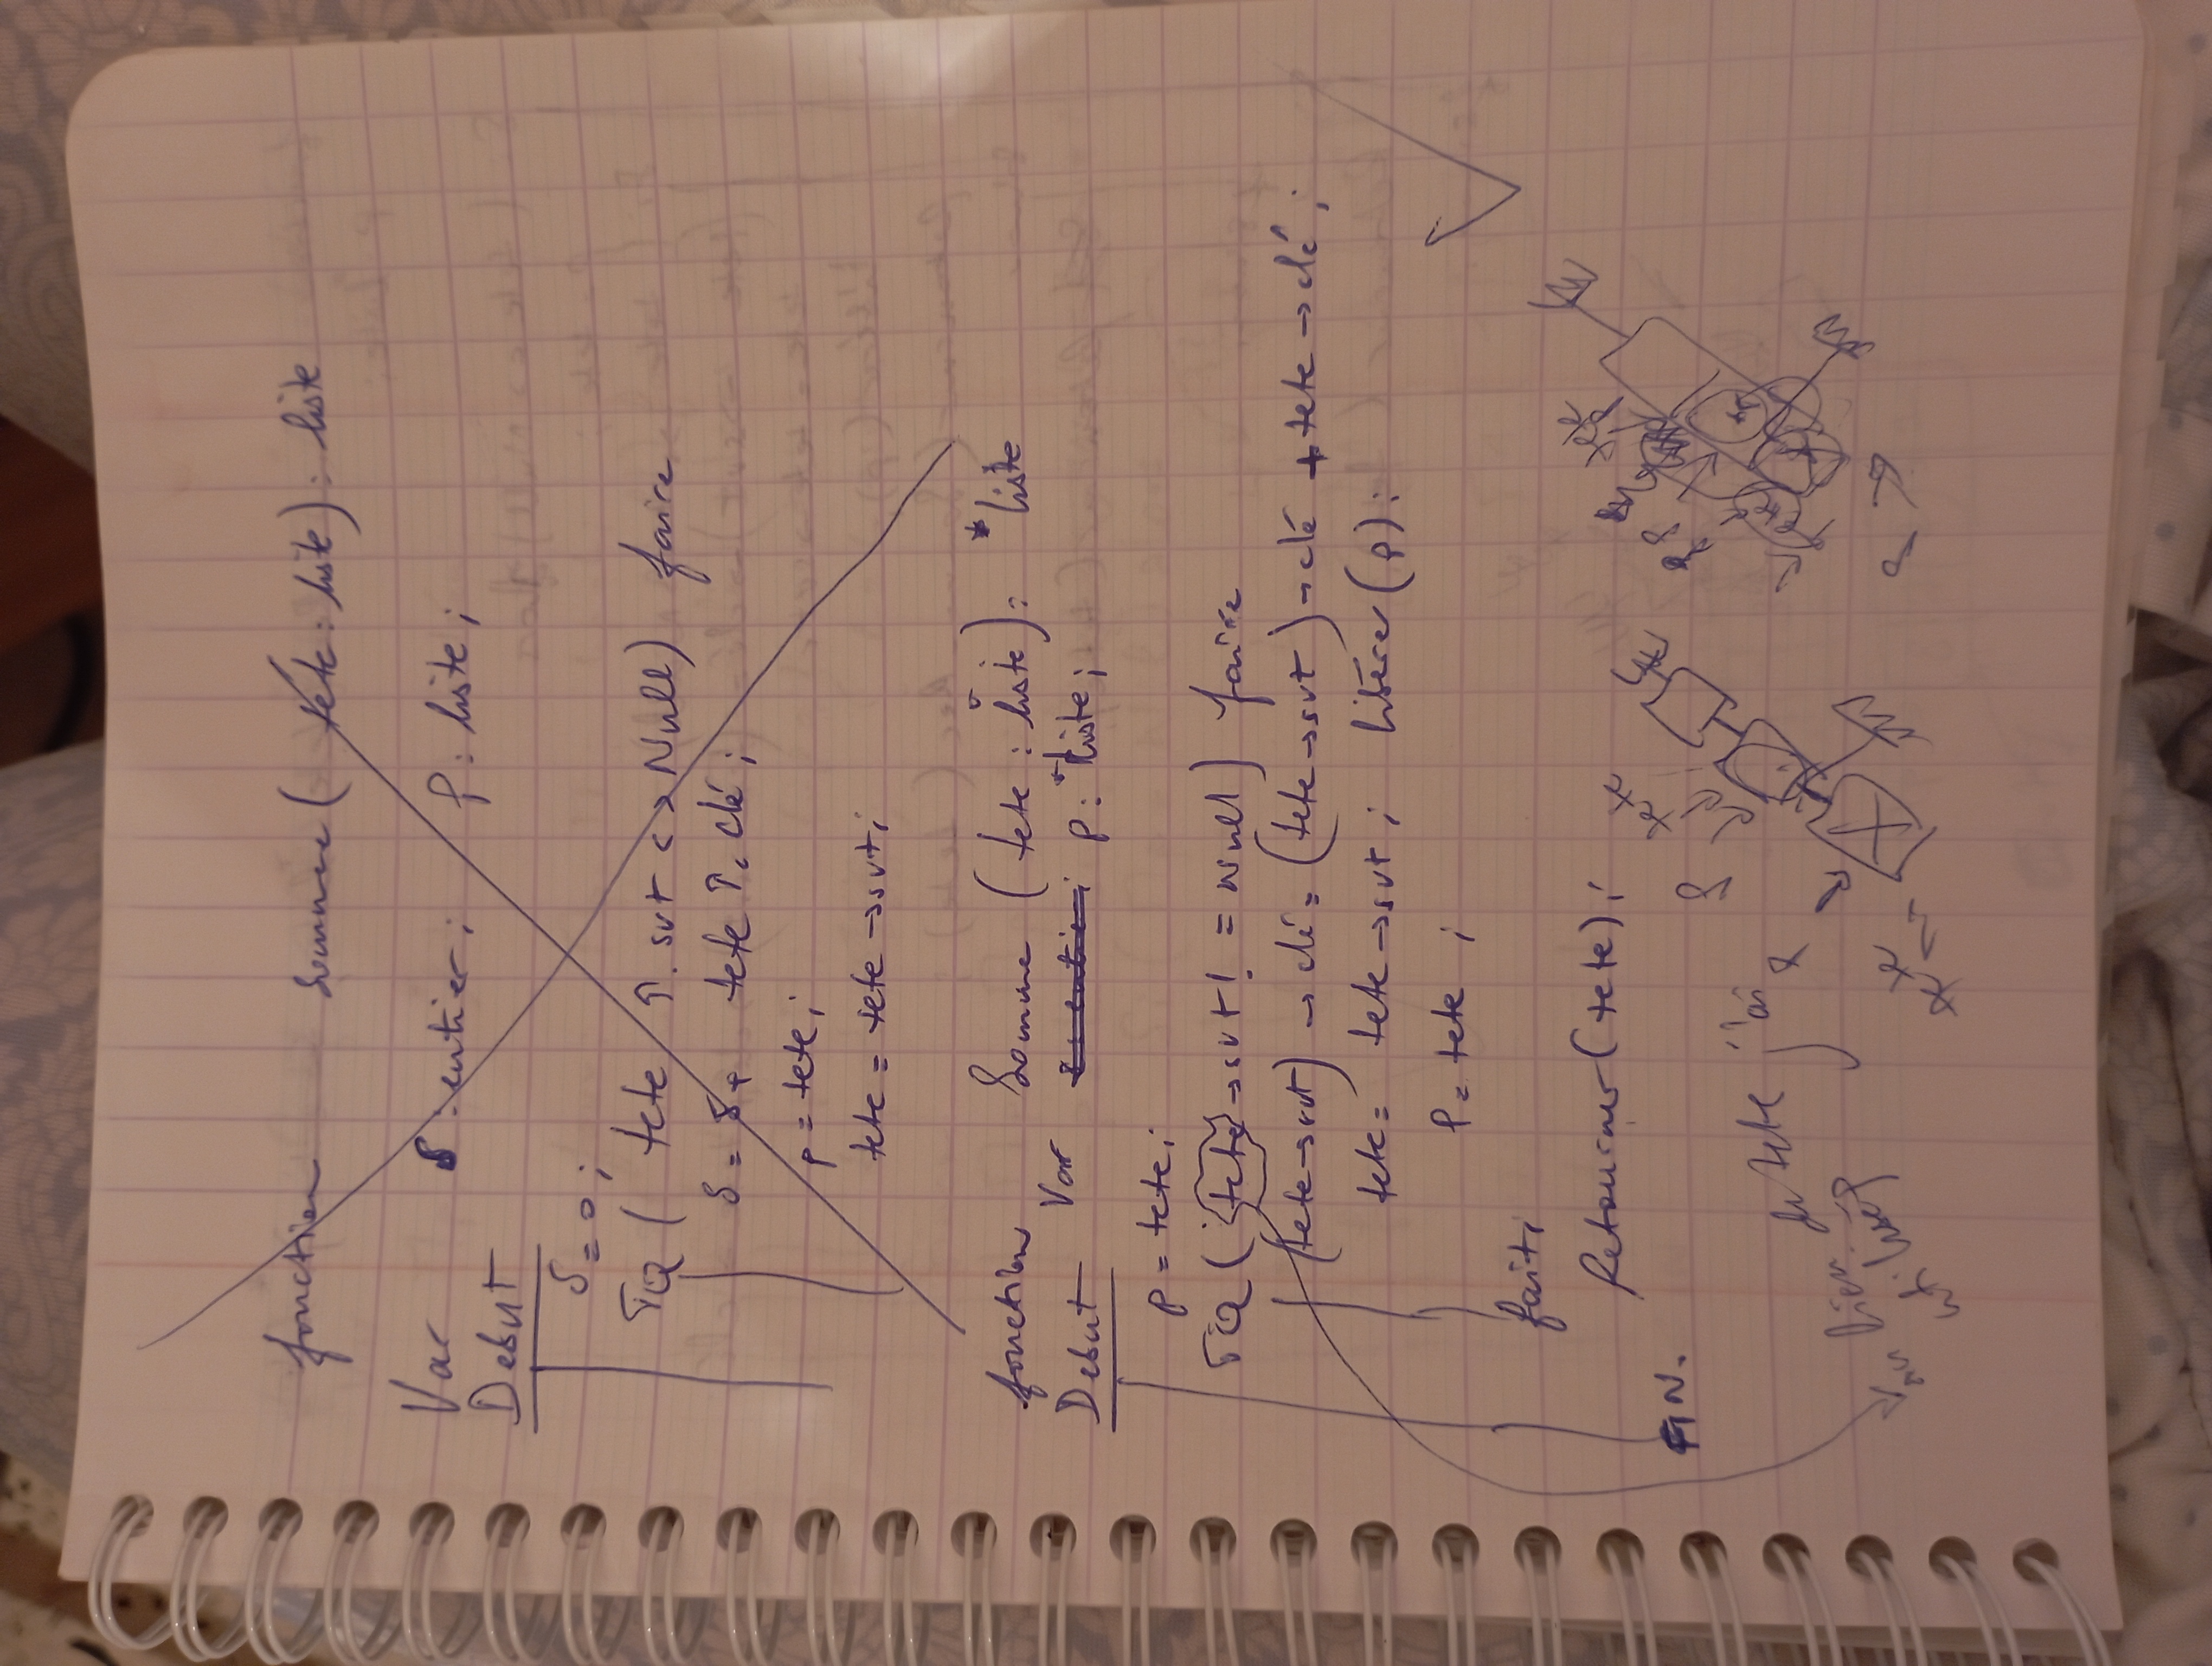 fonction Somme ( tete : liste ) : liste
Var S : entier ; p : liste ;
Debut
S = 0 ;
TQ ( tete ↑. svt <> Null ) faire
S = S + tete ↑. clé ;
p = tete ;
tete = tete → svt ;
fonction Somme ( tete : liste ) : * liste
Debut Var p : * liste ;
p = tete ;
TQ ( tete → svt ! = Null ) faire
(tete → svt) → clé = (tete → svt) → clé + tete → clé ;
tete = tete → svt ; libérer (p) ;
P = tete ;
fait ;
Retourner (tete) ;
FIN.
au lieu de tete j'ai
utilisé p
p tete
p
tete
tete
p
p
tete
p